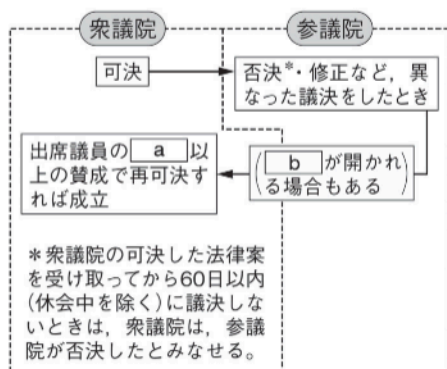 衆議院
参議院
可決
否決*・修正など，異
なった議決をしたとき
出席議員の a 以
上の賛成で再可決す
れば成立
( b が開かれ
る場合もある )
＊衆議院の可決した法律案
を受け取ってから60日以内
(休会中を除く)に議決しな
いときは，衆議院は，参議
院が否決したとみなせる。